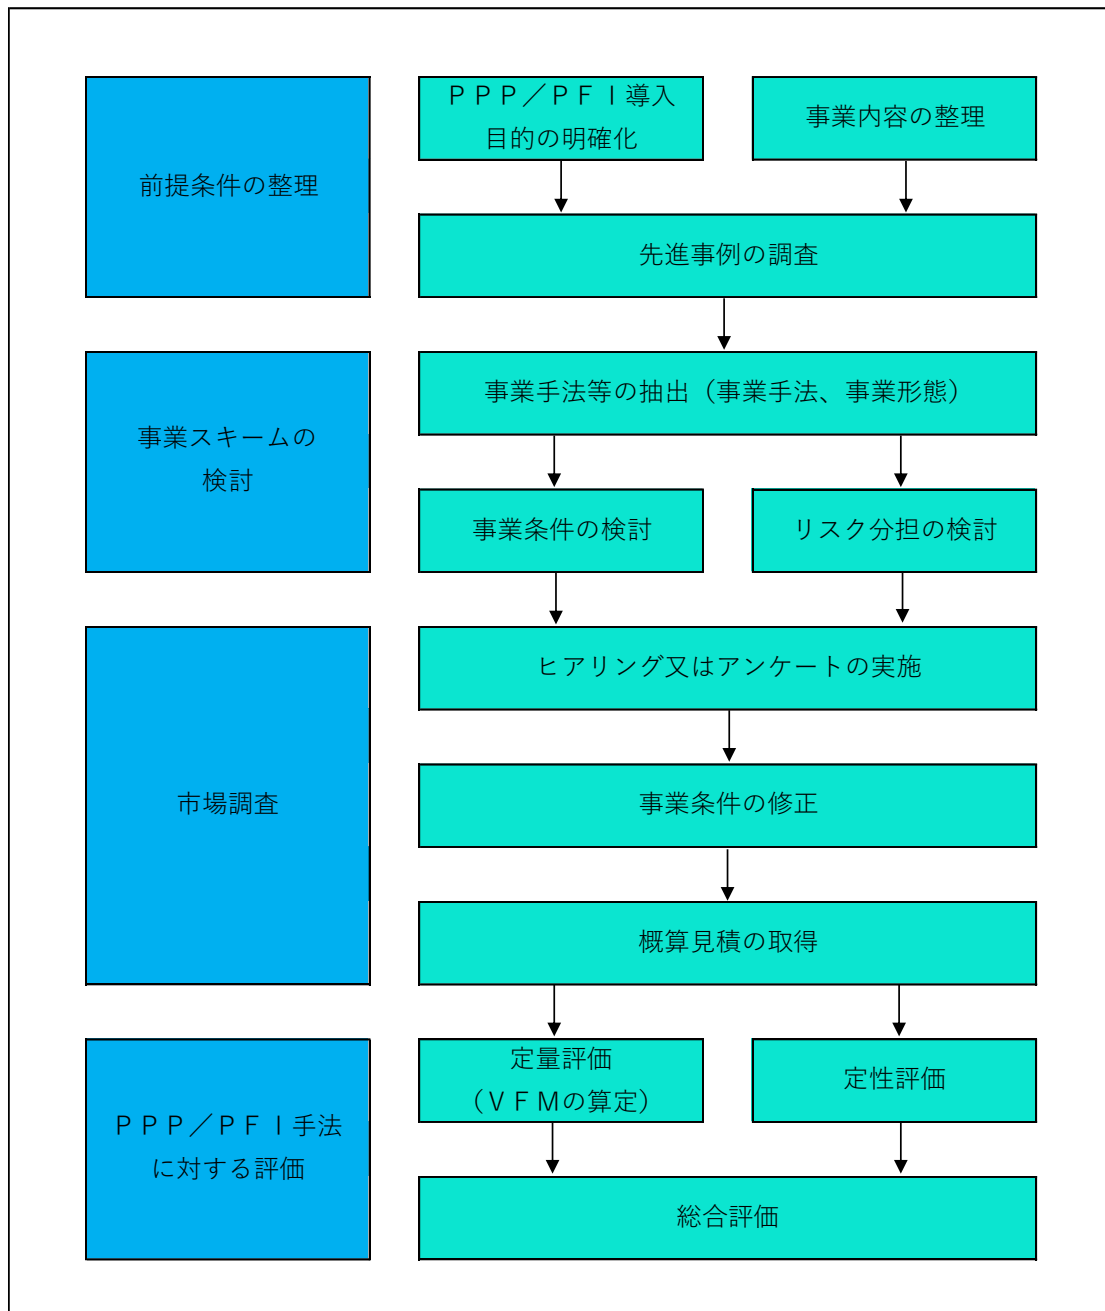 前提条件の整理
ＰＰＰ／ＰＦＩ導入
目的の明確化
事業内容の整理
先進事例の調査
事業スキームの
検討
事業手法等の抽出（事業手法、事業形態）
事業条件の検討
リスク分担の検討
市場調査
ヒアリング又はアンケートの実施
事業条件の修正
概算見積の取得
ＰＰＰ／ＰＦＩ手法
に対する評価
定量評価
（ＶＦＭの算定）
定性評価
総合評価